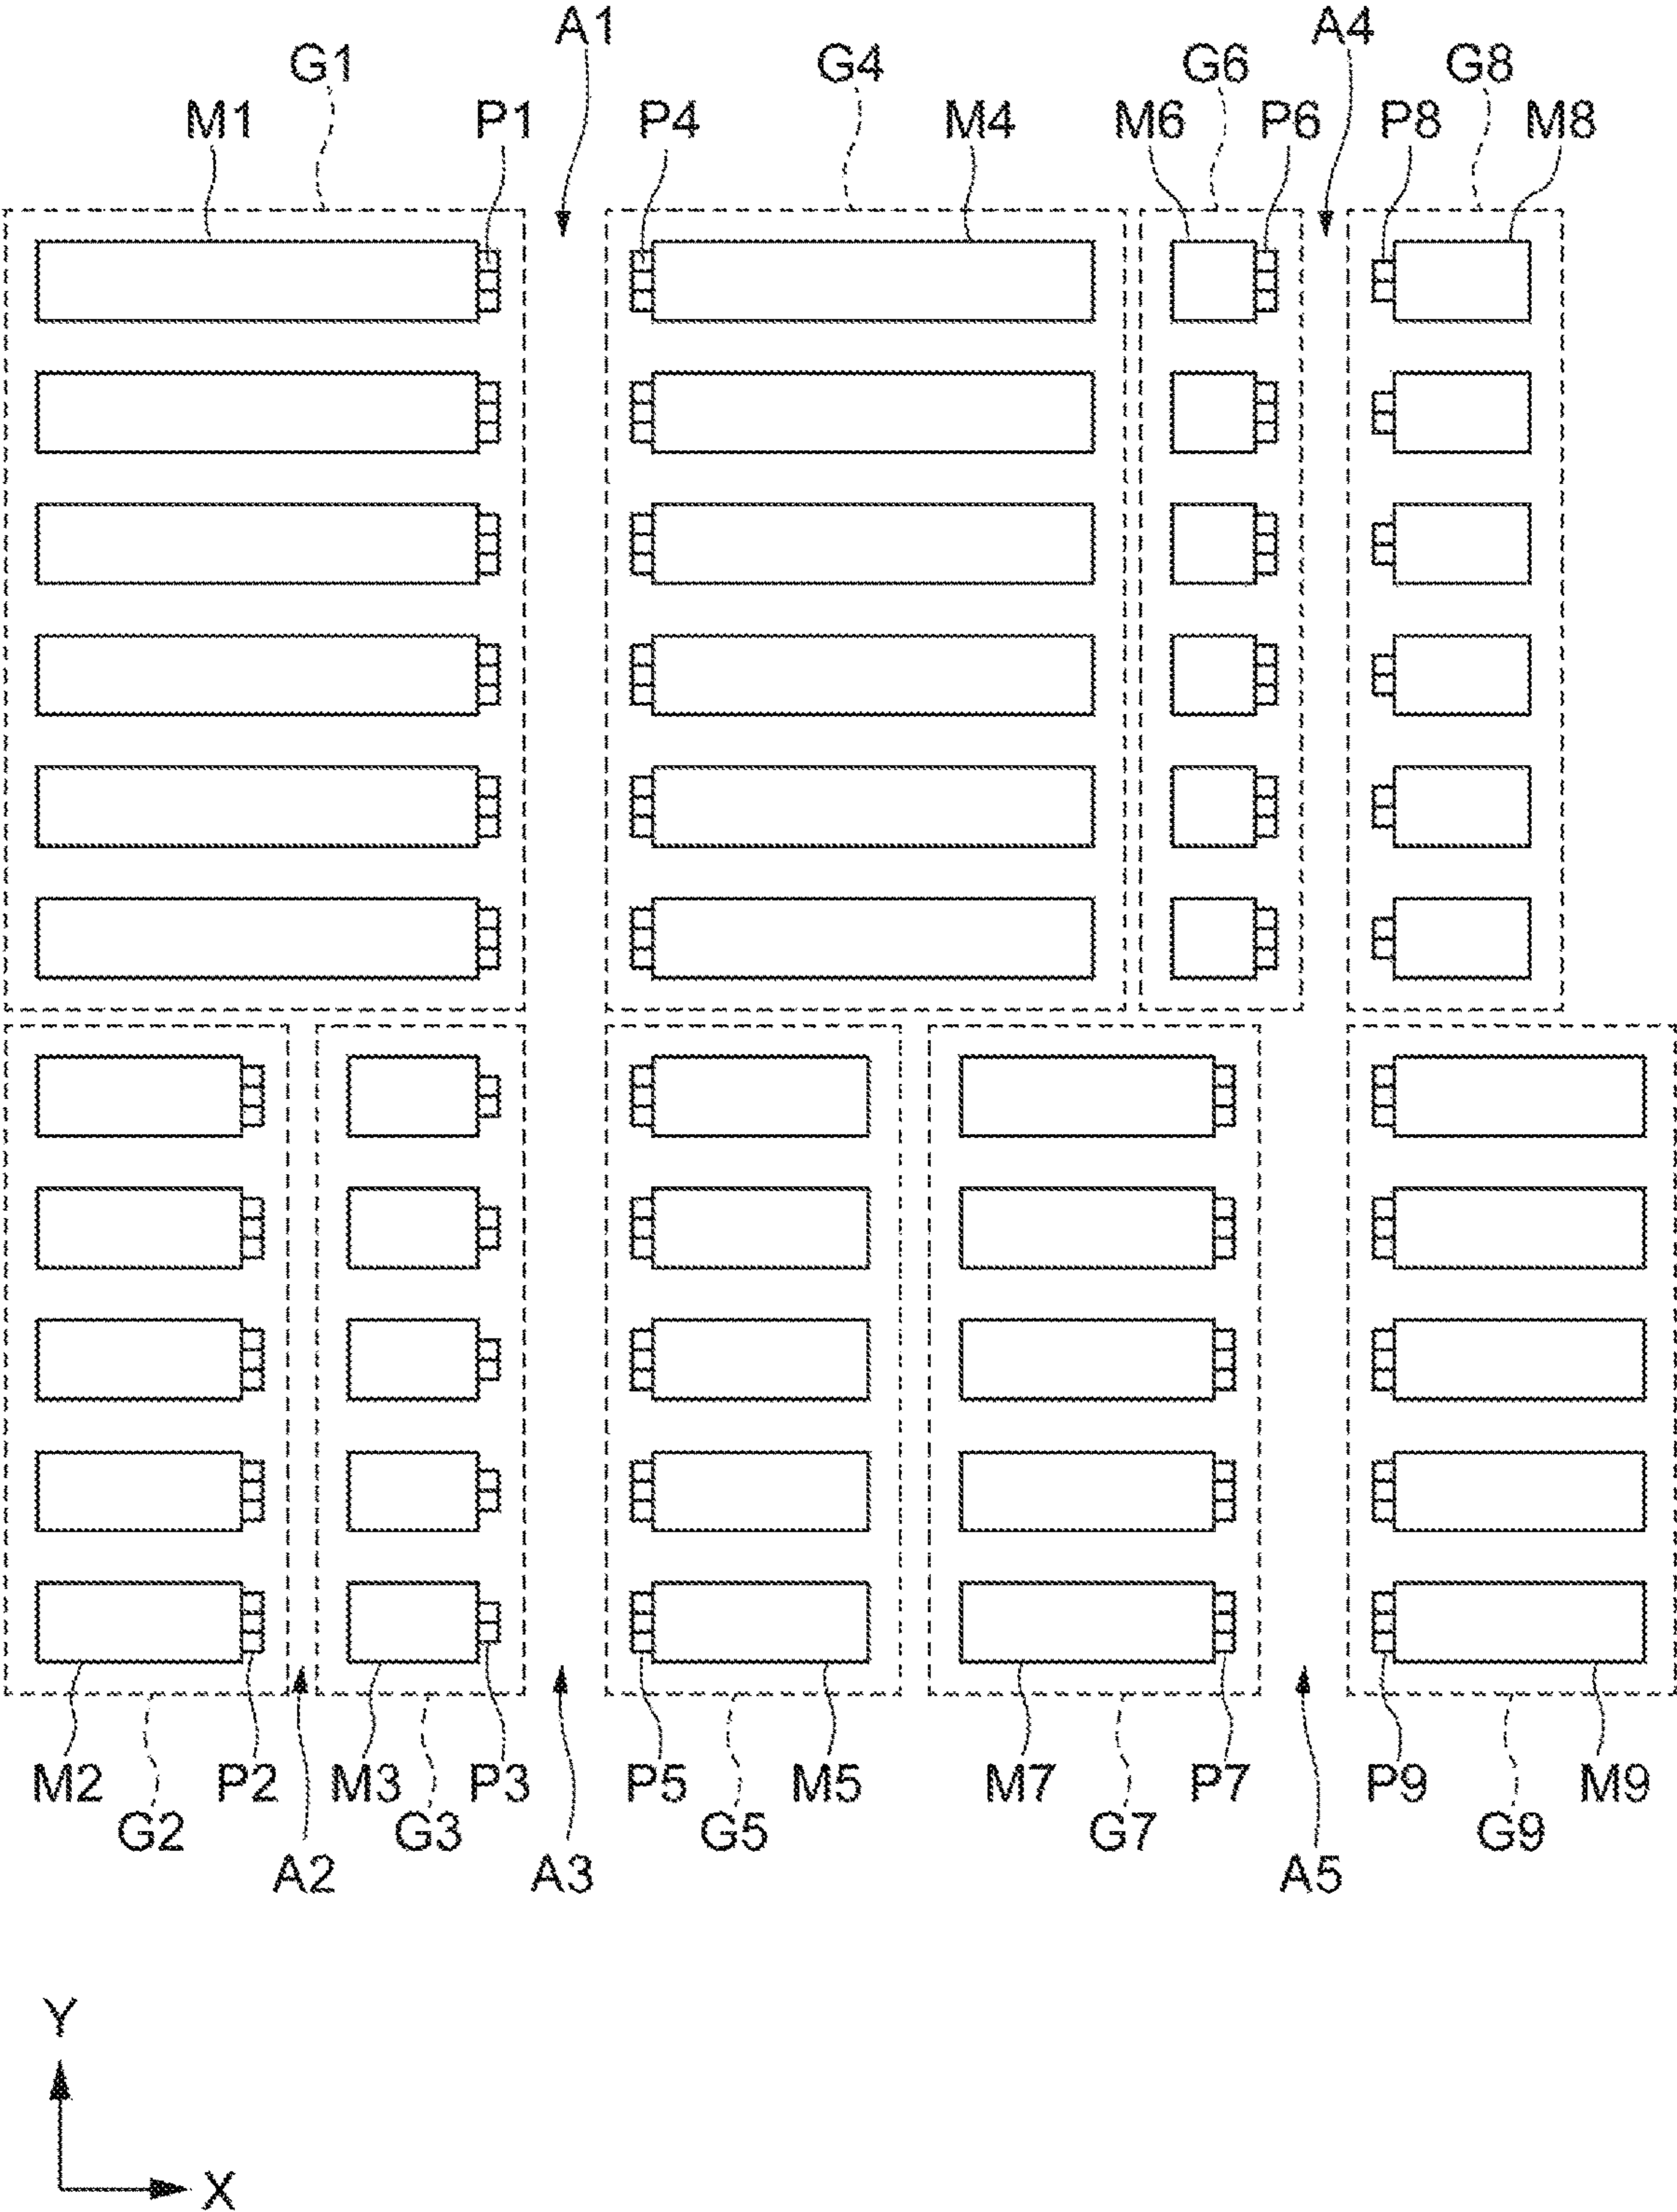 A1 A4
G1 G4 G6 G8
M1 P1 P4 M4 M6 P6 P8 M8
M2 P2 M3 P3 P5 M5 M7 P7 P9 M9
G2 G3 G5 G7 G9
A2 A3 A5
Y
X